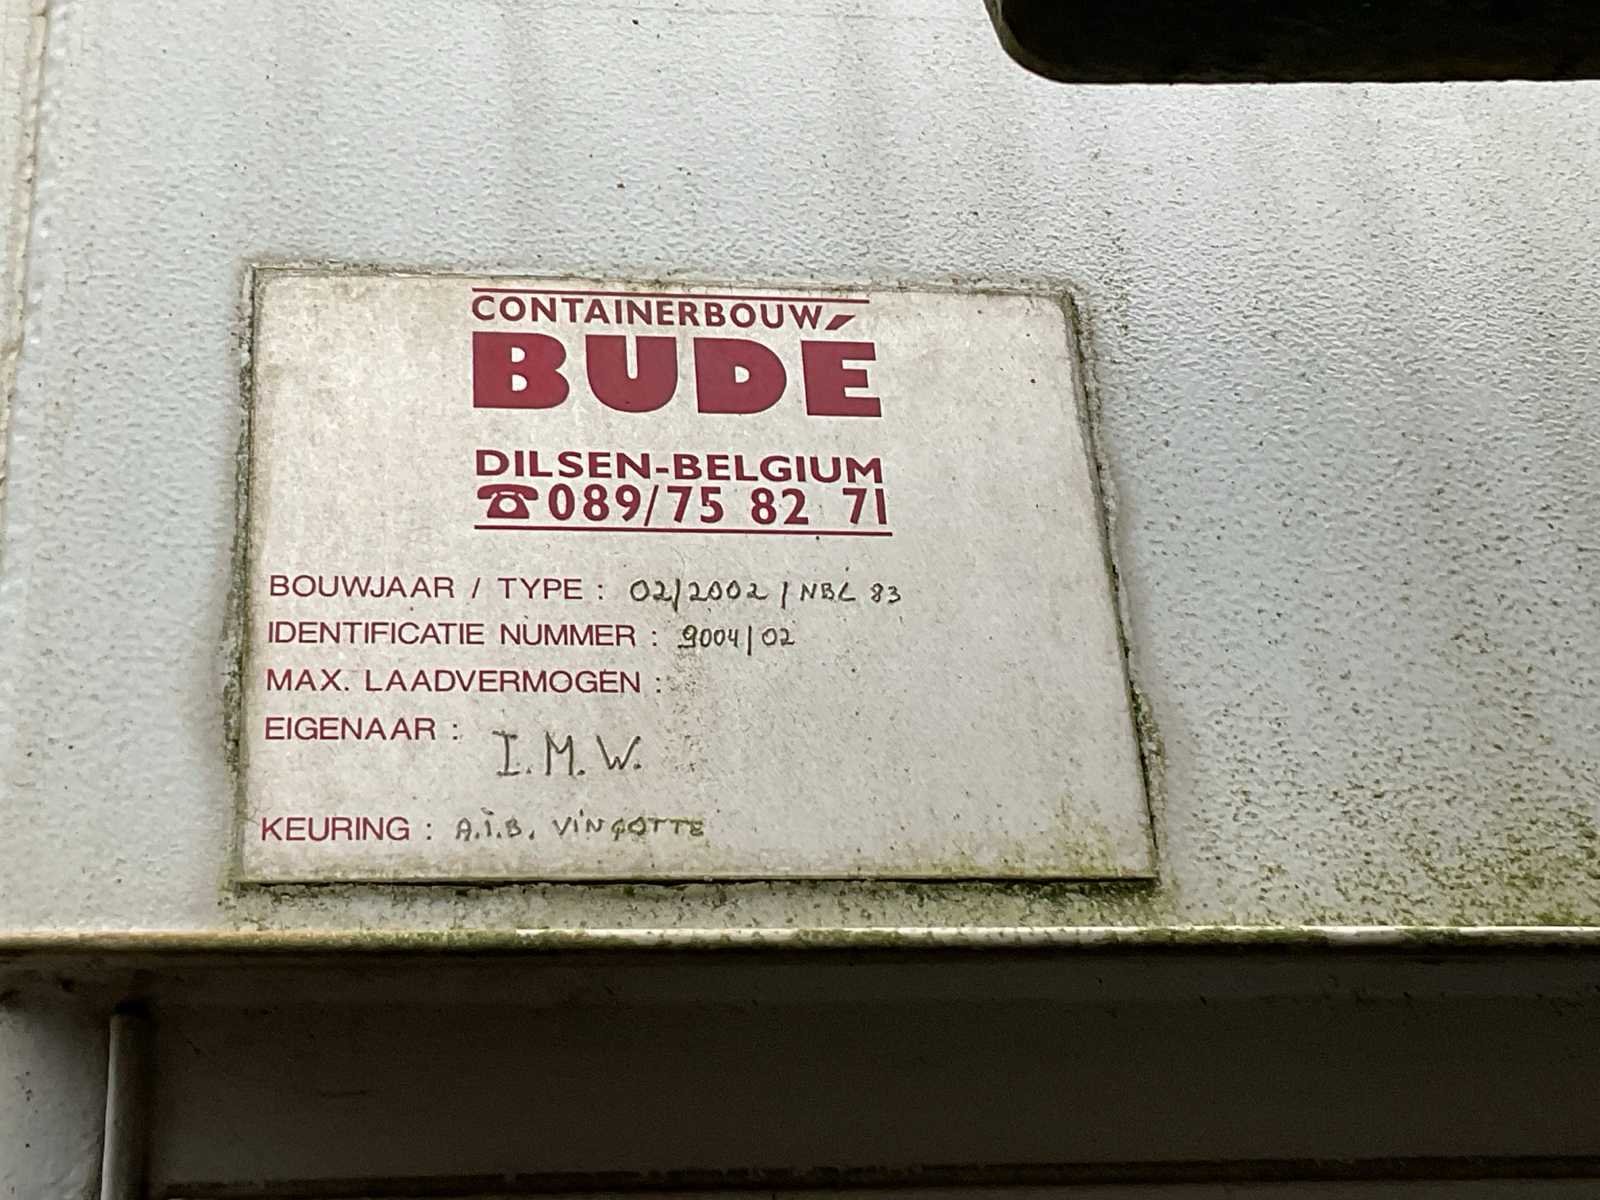 CONTAINERBOUW
BUDÉ
DILSEN-BELGIUM
☎089/75 82 71
BOUWJAAR / TYPE : 02/2002 / NBL 83
IDENTIFICATIE NUMMER : 9004/02
MAX. LAADVERMOGEN :
EIGENAAR : I.M.W.
KEURING : A.I.B. VINÇOTTE